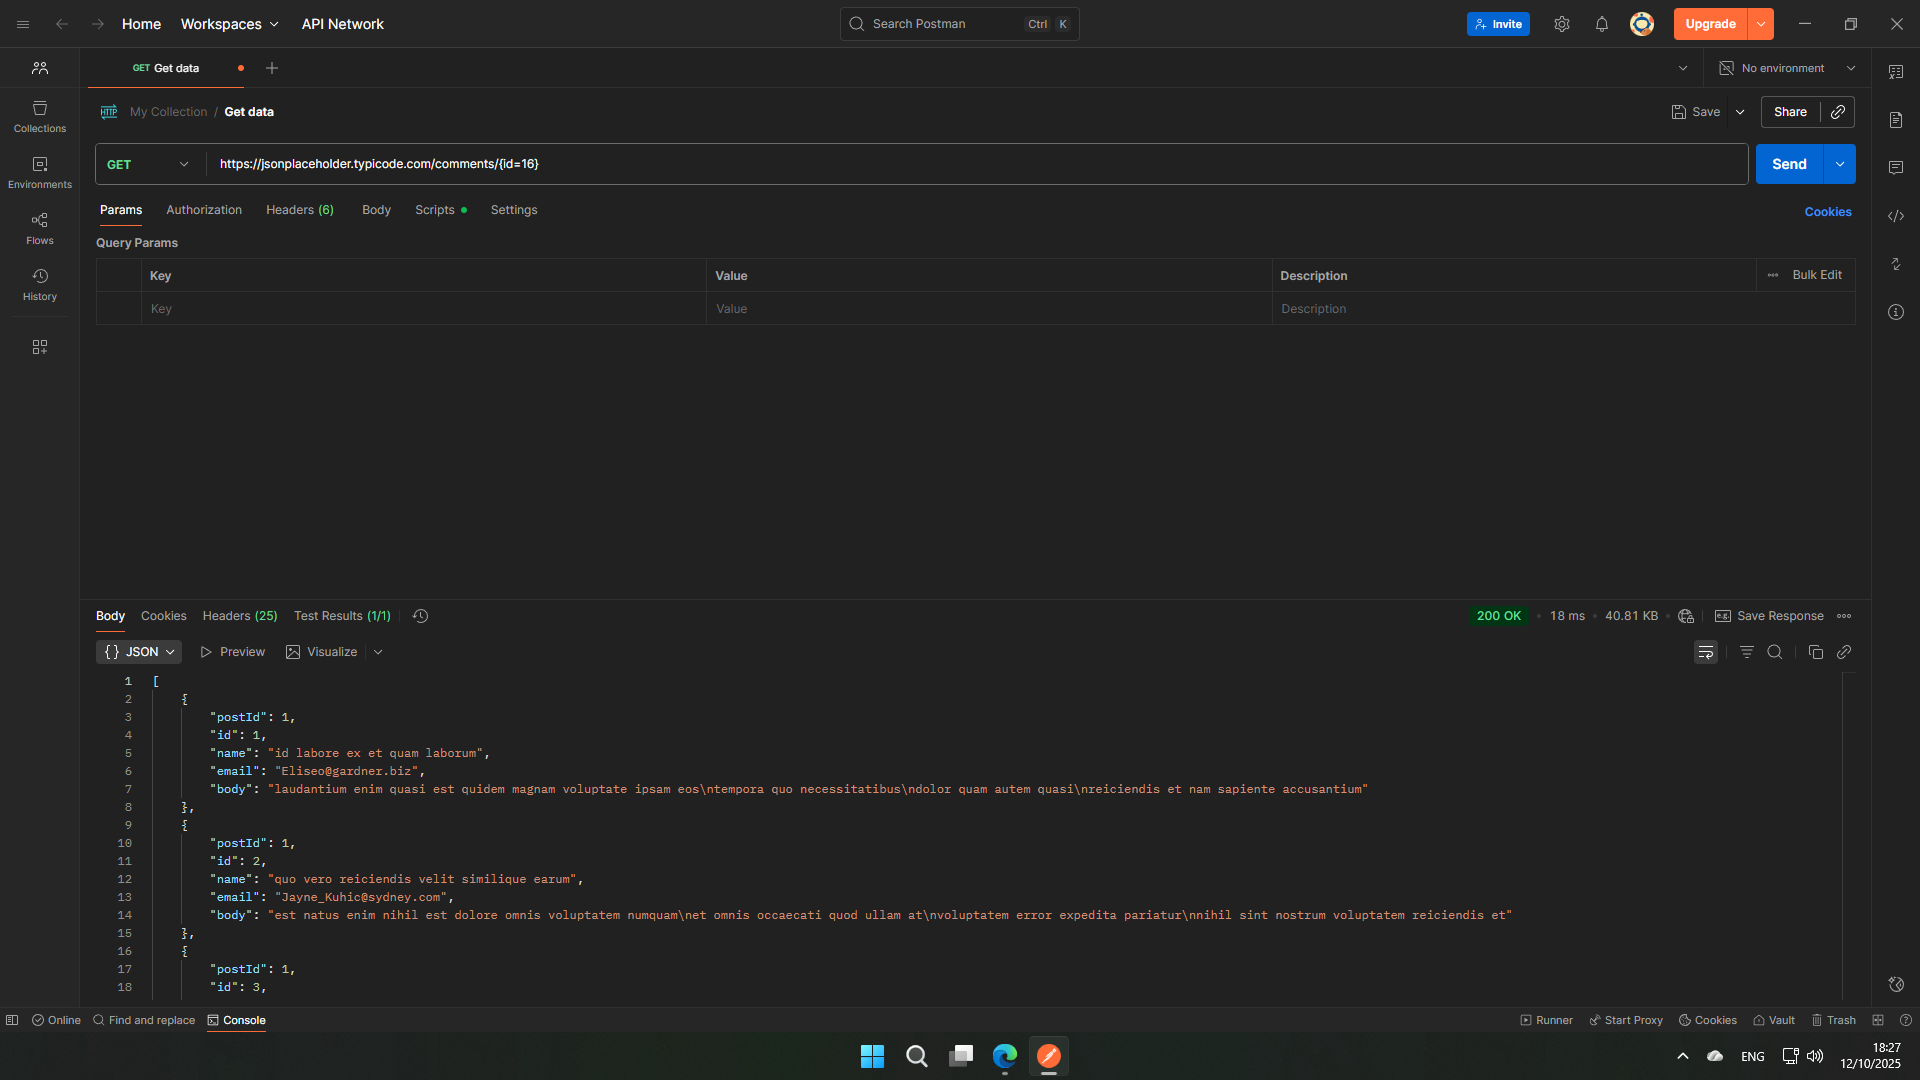 Home Workspaces API Network
Search Postman Ctrl K
Invite Upgrade
GET Get data
No environment
HTTP My Collection / Get data
Save Share
GET https://jsonplaceholder.typicode.com/comments/{id=16} Send
Params Authorization Headers (6) Body Scripts Settings Cookies
Query Params
Key Value Description Bulk Edit
Key Value Description
Collections
Environments
Flows
History
Body Cookies Headers (25) Test Results (1/1)
200 OK 18 ms 40.81 KB e.g. Save Response
{} JSON Preview Visualize
1 [
2 {
3 "postId": 1,
4 "id": 1,
5 "name": "id labore ex et quam laborum",
6 "email": "Eliseo@gardner.biz",
7 "body": "laudantium enim quasi est quidem magnam voluptate ipsam eos\ntempora quo necessitatibus\ndolor quam autem quasi\nreiciendis et nam sapiente accusantium"
8 },
9 {
10 "postId": 1,
11 "id": 2,
12 "name": "quo vero reiciendis velit similique earum",
13 "email": "Jayne_Kuhic@sydney.com",
14 "body": "est natus enim nihil est dolore omnis voluptatem numquam\net omnis occaecati quod ullam at\nvoluptatem error expedita pariatur\nnihil sint nostrum voluptatem reiciendis et"
15 },
16 {
17 "postId": 1,
18 "id": 3,
Online Find and replace Console
Runner Start Proxy Cookies Vault Trash
ENG
18:27
12/10/2025